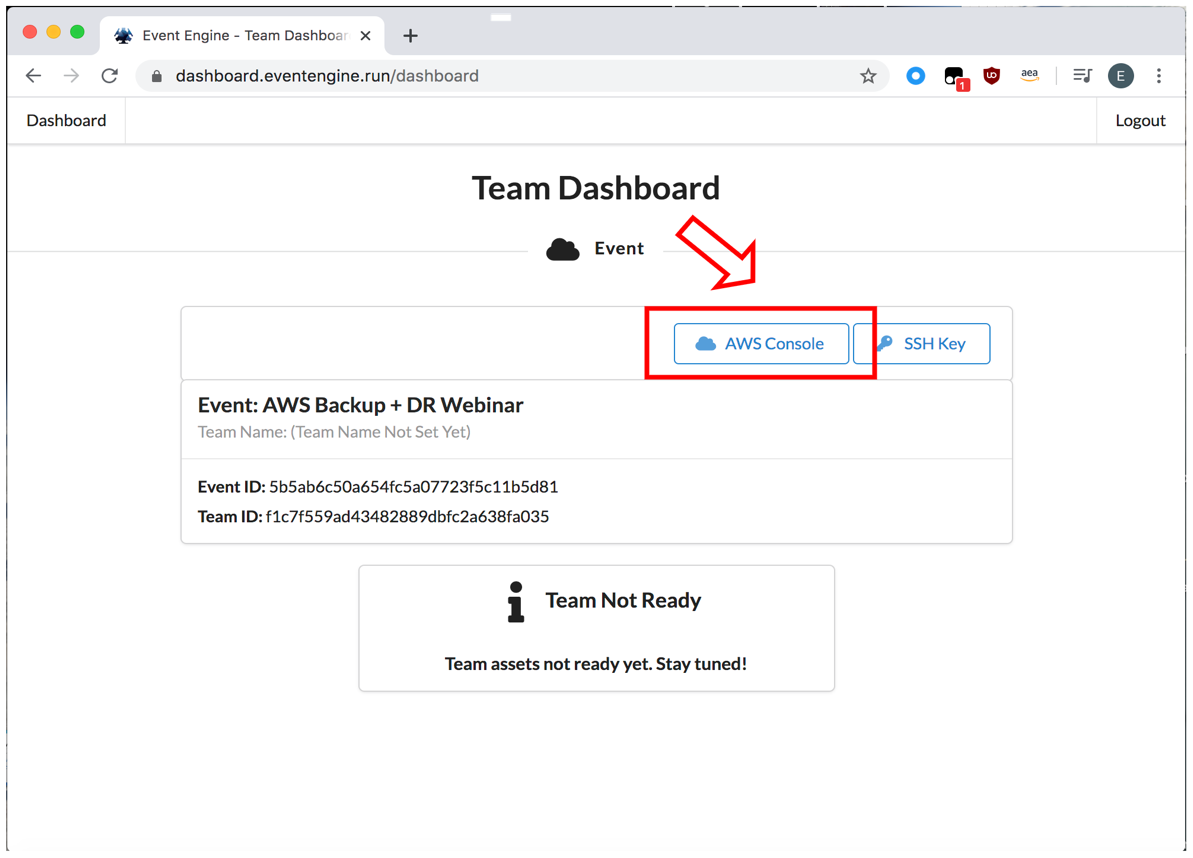 Event Engine - Team Dashboar
dashboard.eventengine.run/dashboard
1
aea
E
Dashboard
Logout
Team Dashboard
Event
AWS Console
SSH Key
Event: AWS Backup + DR Webinar
Team Name: (Team Name Not Set Yet)
Event ID: 5b5ab6c50a654fc5a07723f5c11b5d81
Team ID: f1c7f559ad43482889dbfc2a638fa035
Team Not Ready
Team assets not ready yet. Stay tuned!